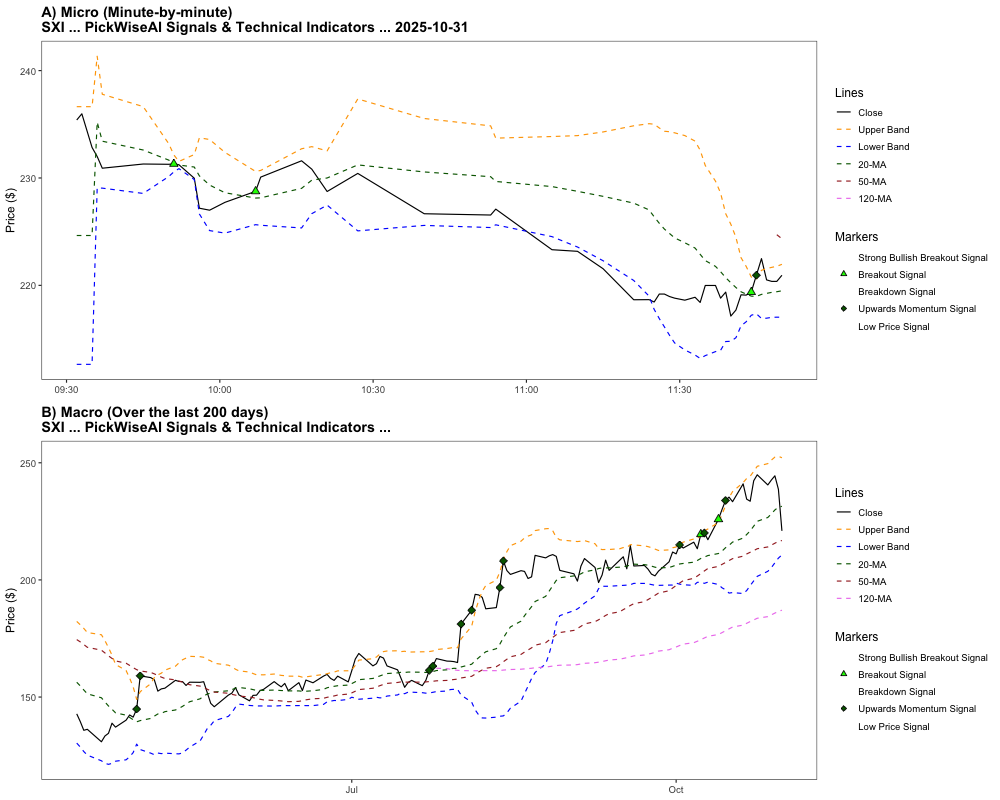 A) Micro (Minute-by-minute)
SXI ... PickWiseAI Signals & Technical Indicators ... 2025-10-31
Price ($)
240
230
220
09:30
10:00
10:30
11:00
11:30
Lines
Close
Upper Band
Lower Band
20-MA
50-MA
120-MA
Markers
Strong Bullish Breakout Signal
Breakout Signal
Breakdown Signal
Upwards Momentum Signal
Low Price Signal
B) Macro (Over the last 200 days)
SXI ... PickWiseAI Signals & Technical Indicators ...
Price ($)
250
200
150
Jul
Oct
Lines
Close
Upper Band
Lower Band
20-MA
50-MA
120-MA
Markers
Strong Bullish Breakout Signal
Breakout Signal
Breakdown Signal
Upwards Momentum Signal
Low Price Signal